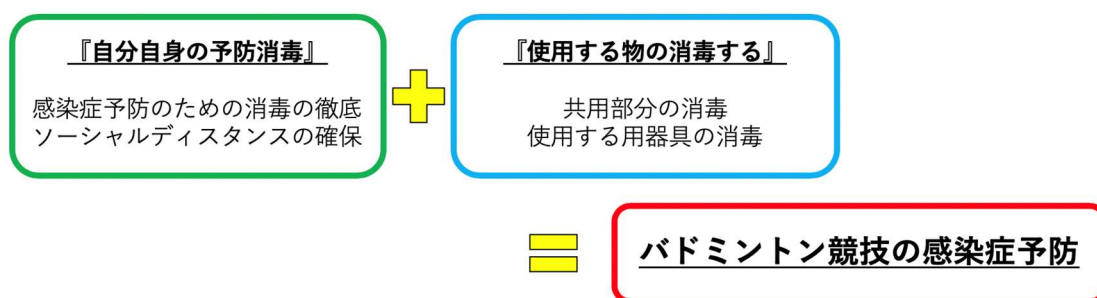 『自分自身の予防消毒』
感染症予防のための消毒の徹底
ソーシャルディスタンスの確保
『使用する物の消毒する』
共用部分の消毒
使用する用器具の消毒
バドミントン競技の感染症予防